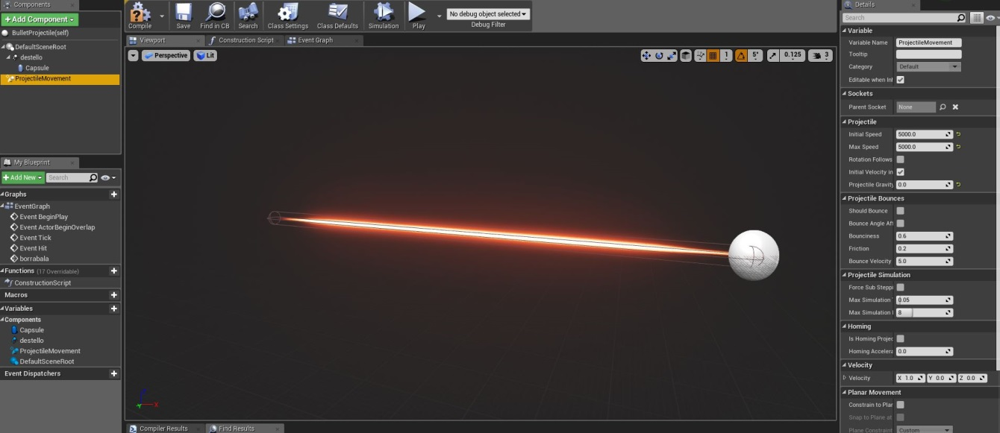 Components
+ Add Component
BulletProjectile(self)
DefaultSceneRoot
destello
Capsule
ProjectileMovement
My Blueprint
+ Add New
Search
Graphs
EventGraph
Event BeginPlay
Event ActorBeginOverlap
Event Tick
Event Hit
borrabala
Functions (17 Overridable)
ConstructionScript
Macros
Variables
Components
Capsule
destello
ProjectileMovement
DefaultSceneRoot
Event Dispatchers
Compile
Save
Find in CB
Search
Class Settings
Class Defaults
Simulation
Play
No debug object selected
Debug Filter
Viewport
Construction Script
Event Graph
Perspective
Lit
1
5°
0.125
3
X
Compiler Results
Find Results
Details
Search
Variable
Variable Name ProjectileMovement
Tooltip
Category Default
Editable when Inl
Sockets
Parent Socket None
Projectile
Initial Speed 5000.0
Max Speed 5000.0
Rotation Follows
Initial Velocity in
Projectile Gravity 0.0
Projectile Bounces
Should Bounce
Bounce Angle Aff
Bounciness 0.6
Friction 0.2
Bounce Velocity 5.0
Projectile Simulation
Force Sub Steppi
Max Simulation 0.05
Max Simulation 8
Homing
Is Homing Projec
Homing Accelera 0.0
Velocity
Velocity X 1.0 Y 0.0 Z 0.0
Planar Movement
Constrain to Plan
Snap to Plane at
Plane Constraint Custom